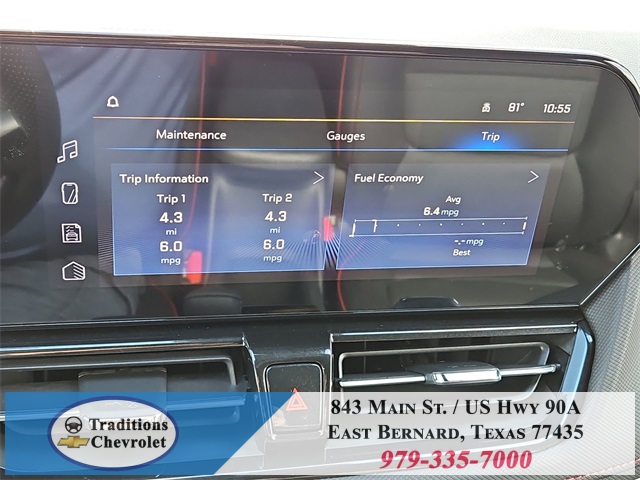 81° 10:55
Maintenance Gauges Trip
Trip Information > Fuel Economy >
Trip 1 Trip 2 Avg
4.3 4.3 6.4 mpg
mi mi
6.0 6.0 -.- mpg
mpg mpg Best
Traditions
Chevrolet
843 Main St. / US Hwy 90A
East Bernard, Texas 77435
979-335-7000